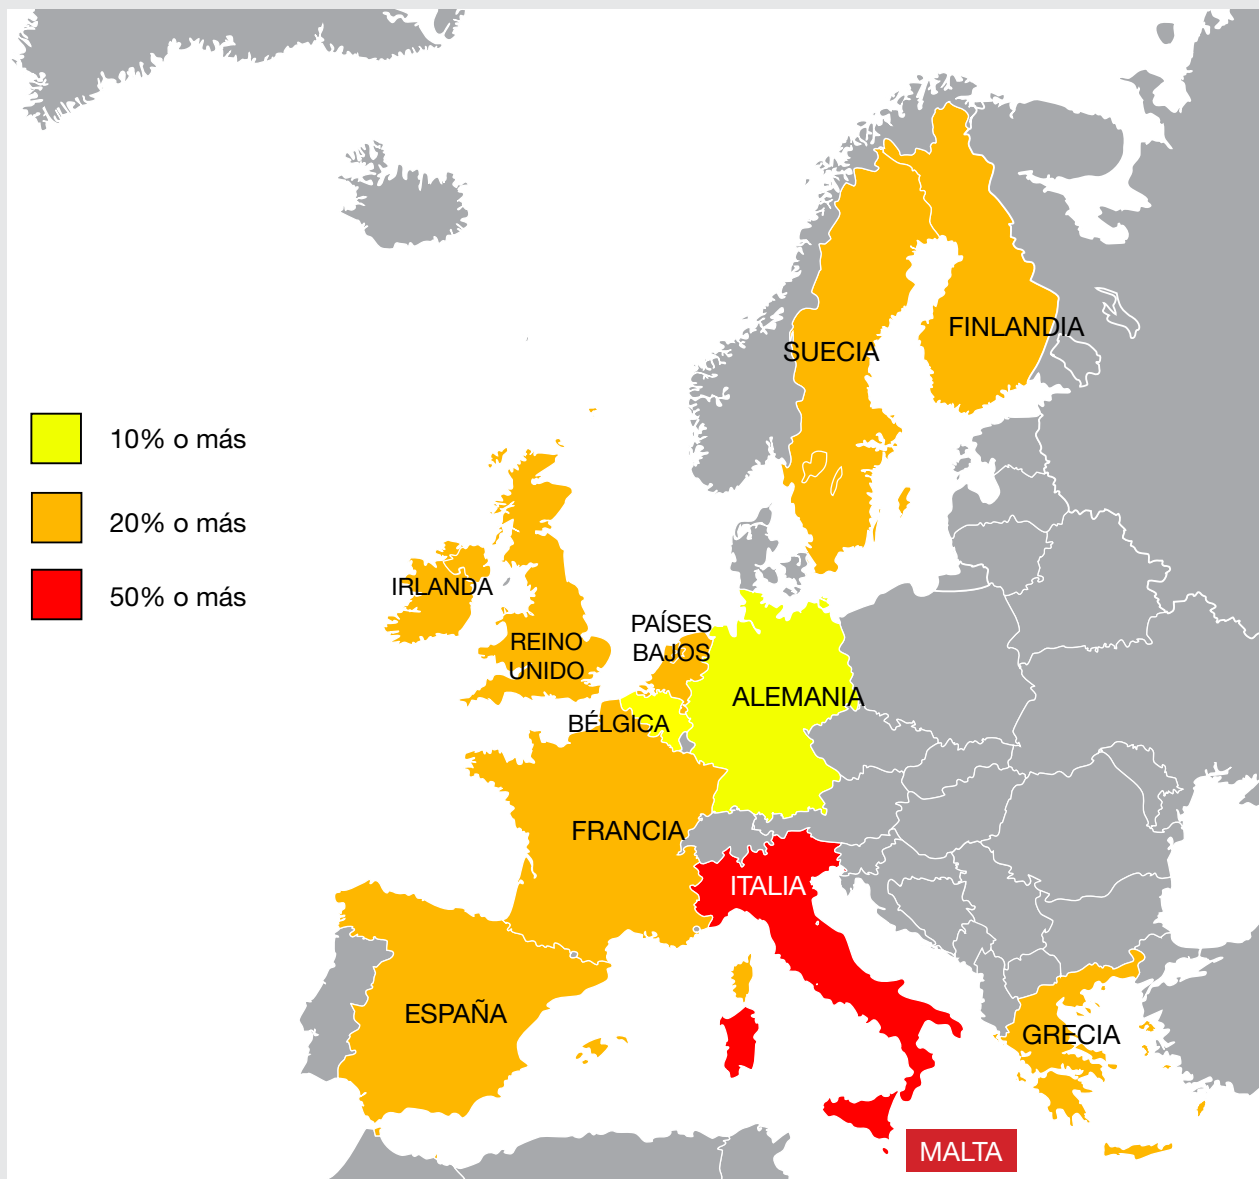 FINLANDIA
SUECIA
10% o más
20% o más
50% o más
IRLANDA
REINO
UNIDO
PAÍSES
BAJOS
ALEMANIA
BÉLGICA
FRANCIA
ITALIA
ESPAÑA
GRECIA
MALTA